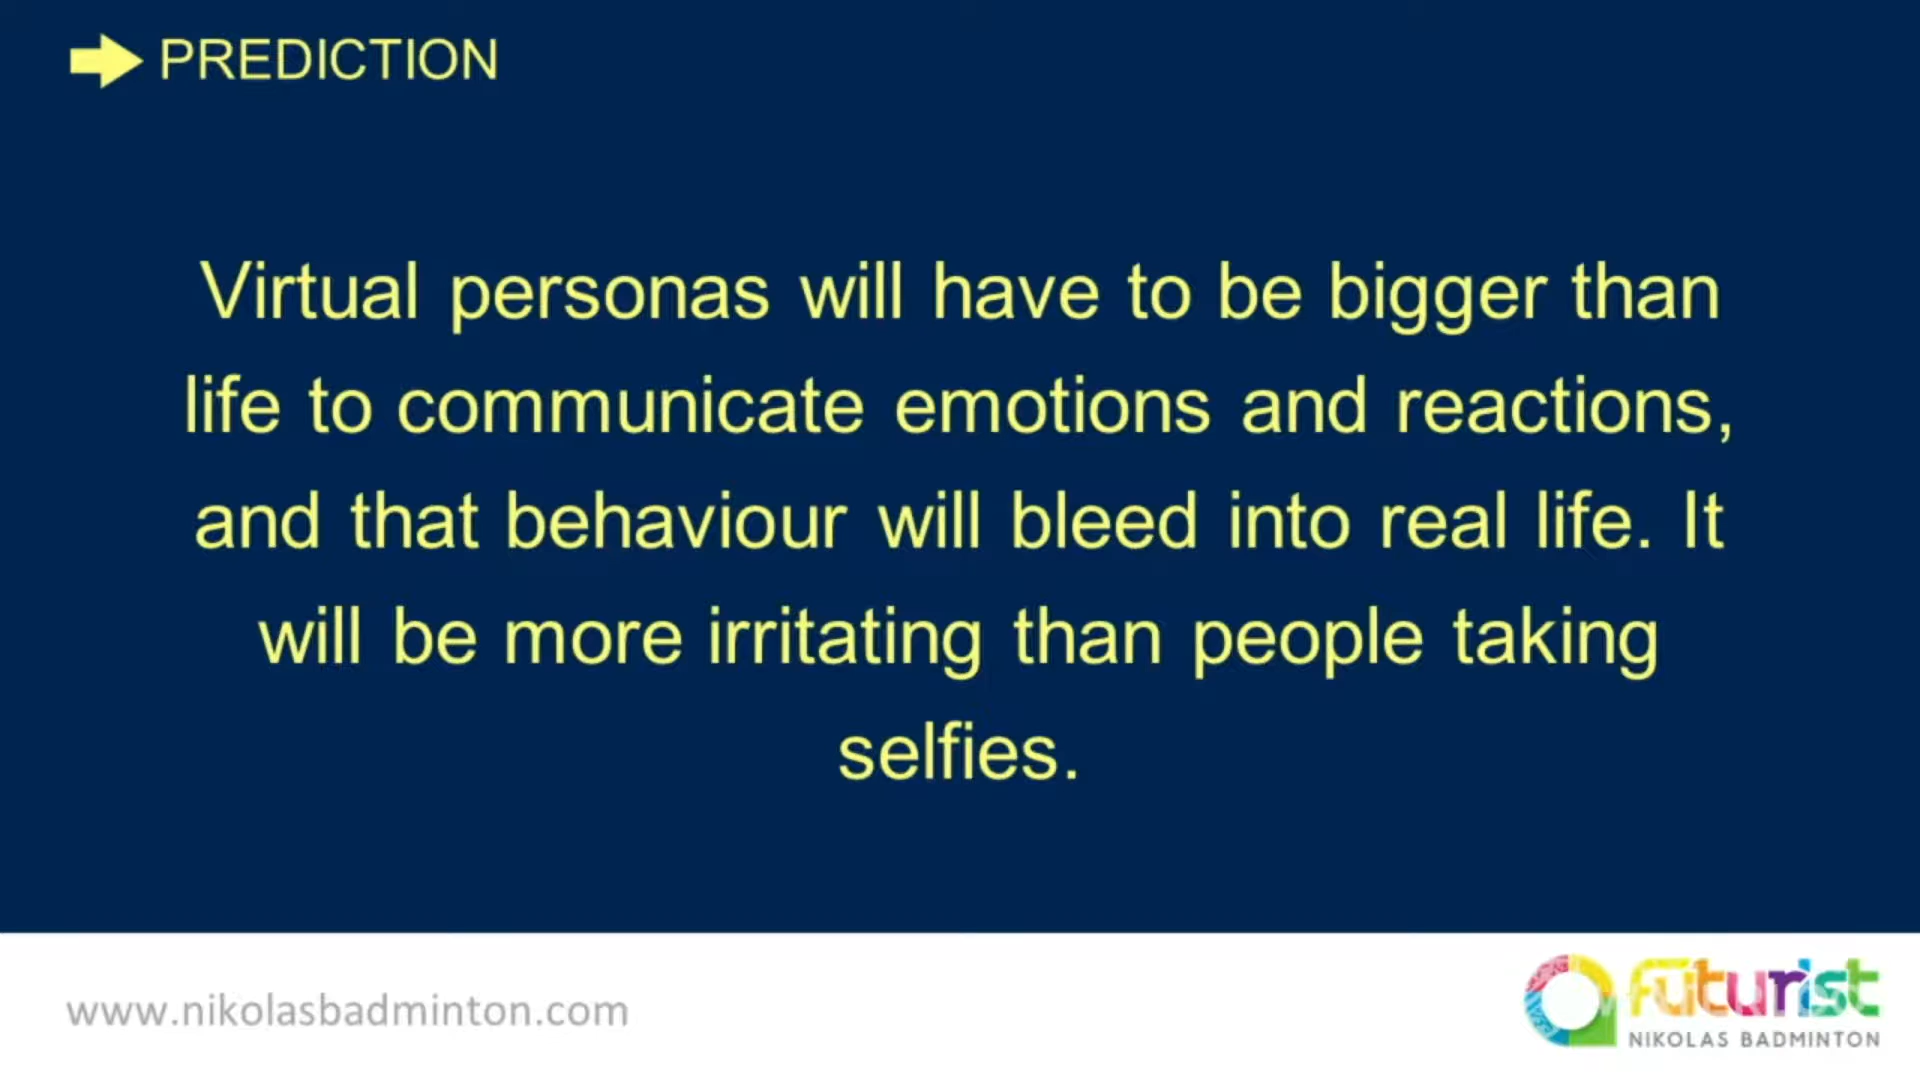 PREDICTION
Virtual personas will have to be bigger than
life to communicate emotions and reactions,
and that behaviour will bleed into real life. It
will be more irritating than people taking
selfies.
www.nikolasbadminton.com
futurist
NIKOLAS BADMINTON